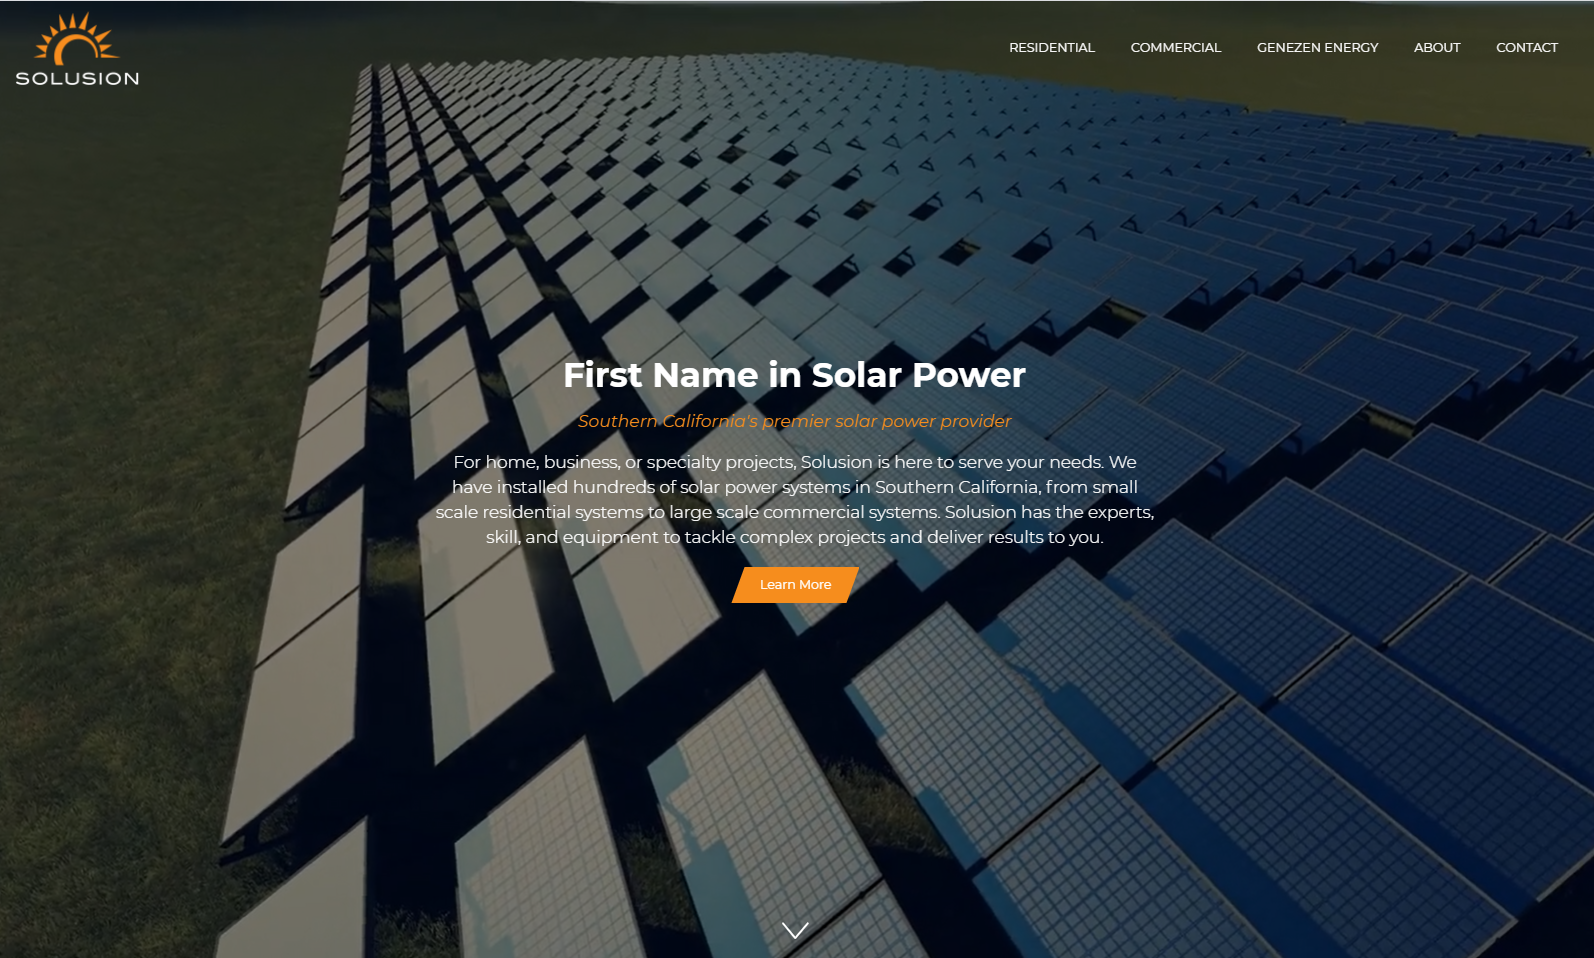 SOLUSION
RESIDENTIAL
COMMERCIAL
GENEZEN ENERGY
ABOUT
CONTACT
First Name in Solar Power
Southern California's premier solar power provider
For home, business, or specialty projects, Solusion is here to serve your needs. We
have installed hundreds of solar power systems in Southern California, from small
scale residential systems to large scale commercial systems. Solusion has the experts,
skill, and equipment to tackle complex projects and deliver results to you.
Learn More